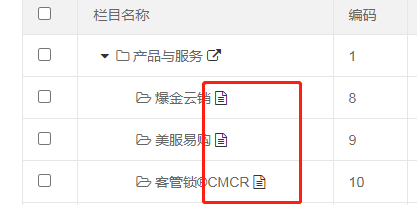 栏目名称 编码
产品与服务 1
爆金云销 8
美服易购 9
客管锁®CMCR 10